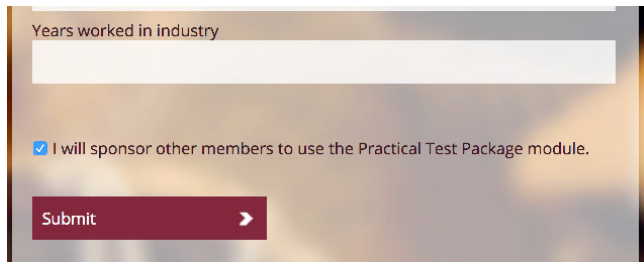 Years worked in industry
I will sponsor other members to use the Practical Test Package module.
Submit